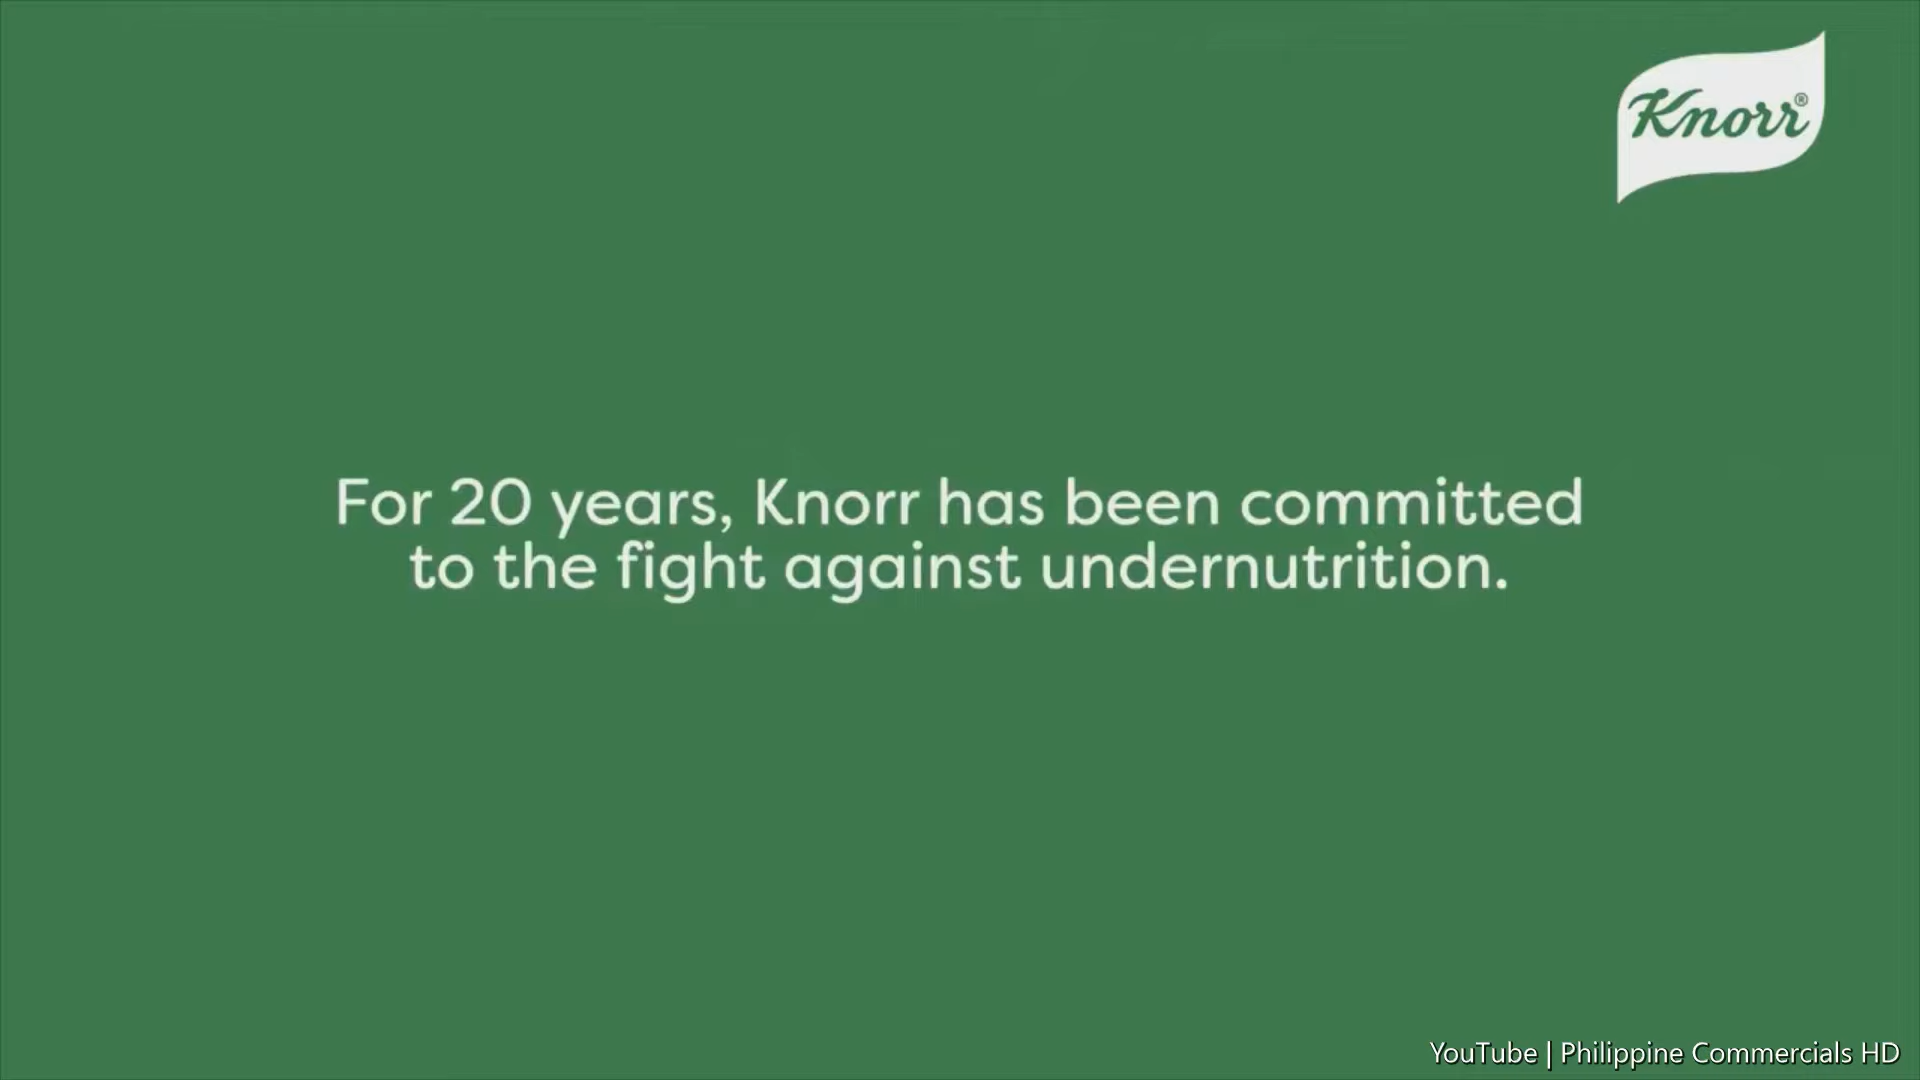 Knorr®
For 20 years, Knorr has been committed
to the fight against undernutrition.
YouTube | Philippine Commercials HD